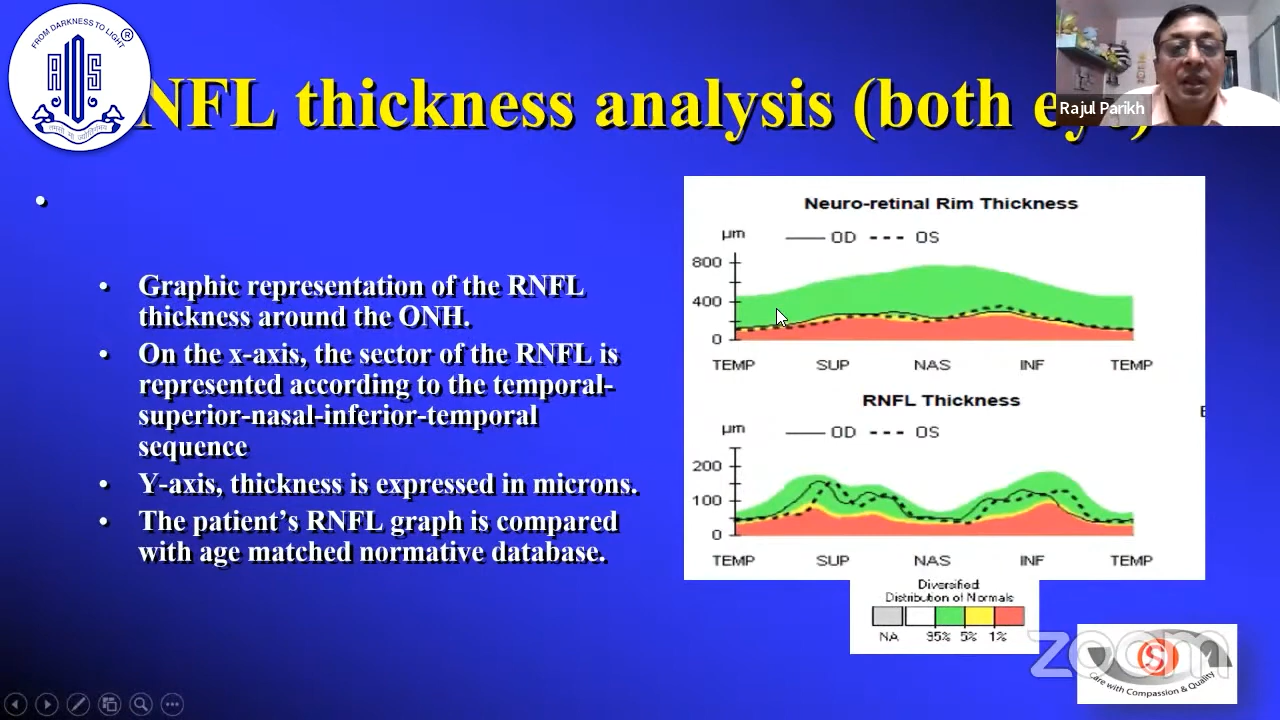 FROM DARKNESS TO LIGHT
®
AIOS
NFL thickness analysis (both eye)
Rajul Parikh
Graphic representation of the RNFL
thickness around the ONH.
On the x-axis, the sector of the RNFL is
represented according to the temporal-
superior-nasal-inferior-temporal
sequence
Y-axis, thickness is expressed in microns.
The patient's RNFL graph is compared
with age matched normative database.
Neuro-retinal Rim Thickness
µm
OD OS
800
400
0
TEMP SUP NAS INF TEMP
RNFL Thickness
µm
OD OS
200
100
0
TEMP SUP NAS INF TEMP
Diversified
Distribution of Normals
NA 95% 5% 1%
zoom
S
Care with Compassion & Quality